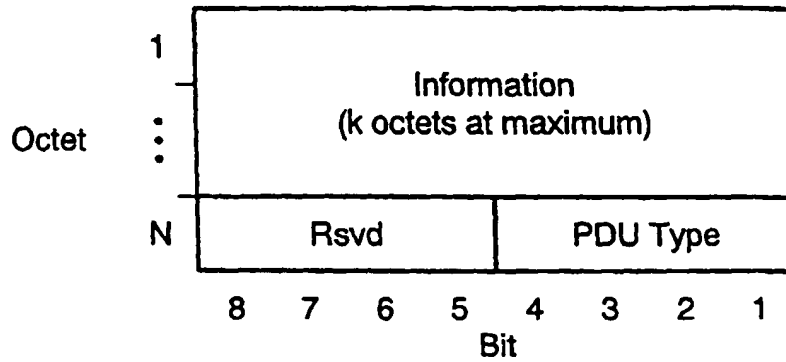 1
Information
(k octets at maximum)
Octet
⋮
N Rsvd PDU Type
8 7 6 5 4 3 2 1
Bit